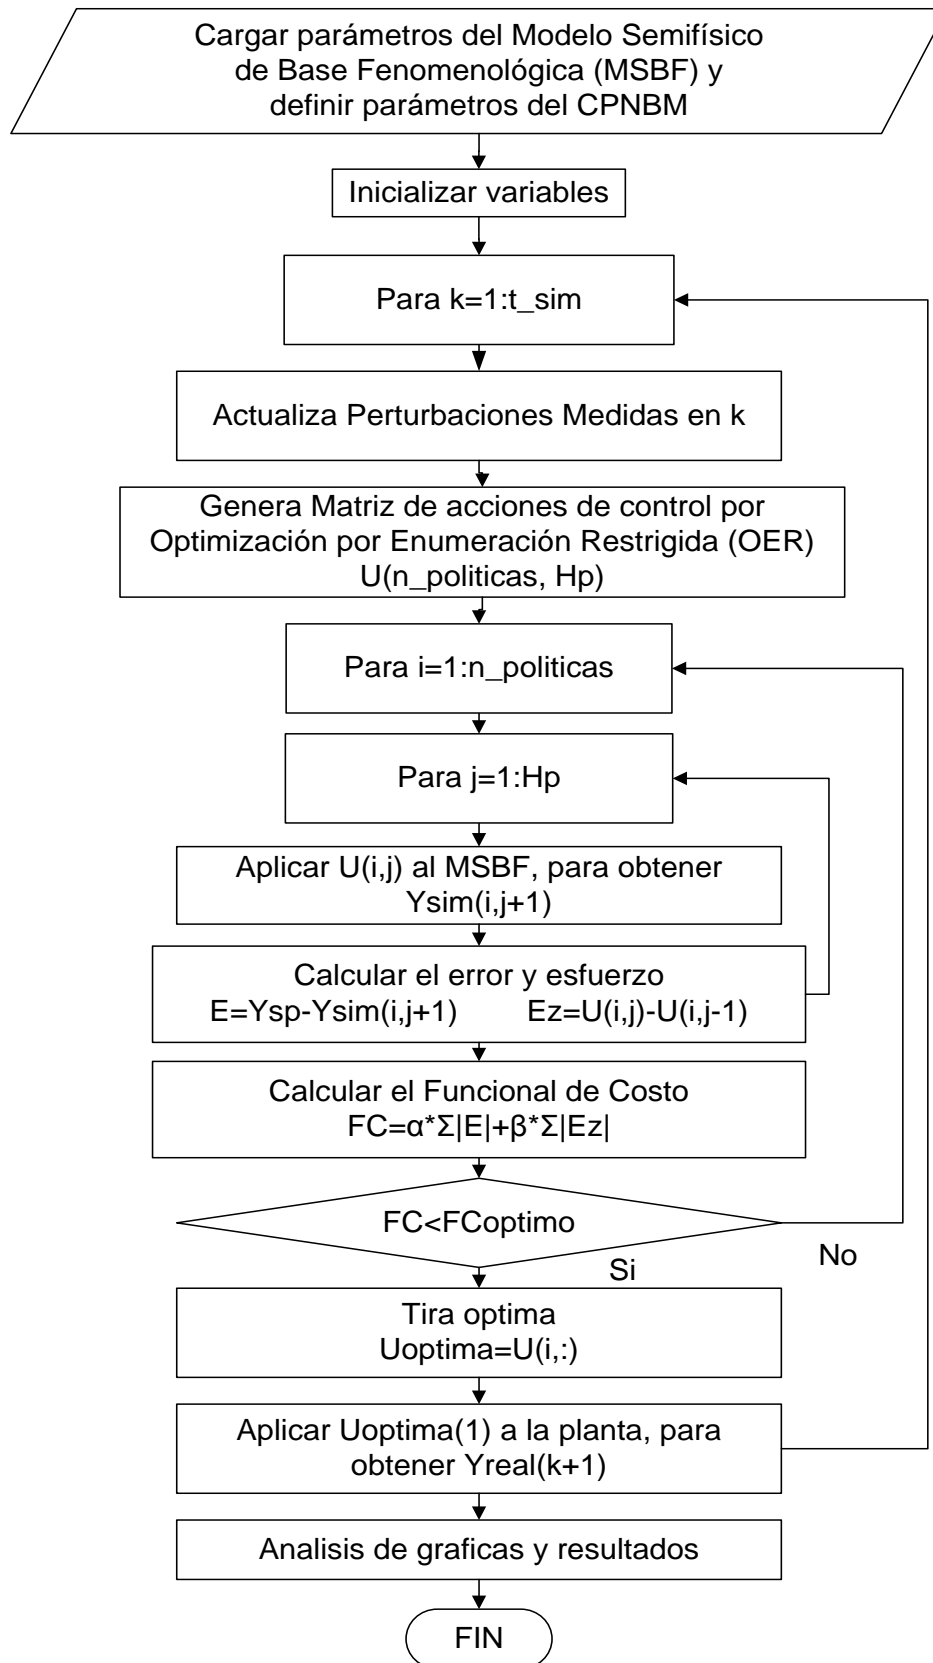 Cargar parámetros del Modelo Semifísico
de Base Fenomenológica (MSBF) y
definir parámetros del CPNBM
Inicializar variables
Para k=1:t_sim
Actualiza Perturbaciones Medidas en k
Genera Matriz de acciones de control por
Optimización por Enumeración Restrigida (OER)
U(n_politicas, Hp)
Para i=1:n_politicas
Para j=1:Hp
Aplicar U(i,j) al MSBF, para obtener
Ysim(i,j+1)
Calcular el error y esfuerzo
E=Ysp-Ysim(i,j+1) Ez=U(i,j)-U(i,j-1)
Calcular el Funcional de Costo
FC=α*Σ|E|+β*Σ|Ez|
FC<FCoptimo
No
Si
Tira optima
Uoptima=U(i,:)
Aplicar Uoptima(1) a la planta, para
obtener Yreal(k+1)
Analisis de graficas y resultados
FIN